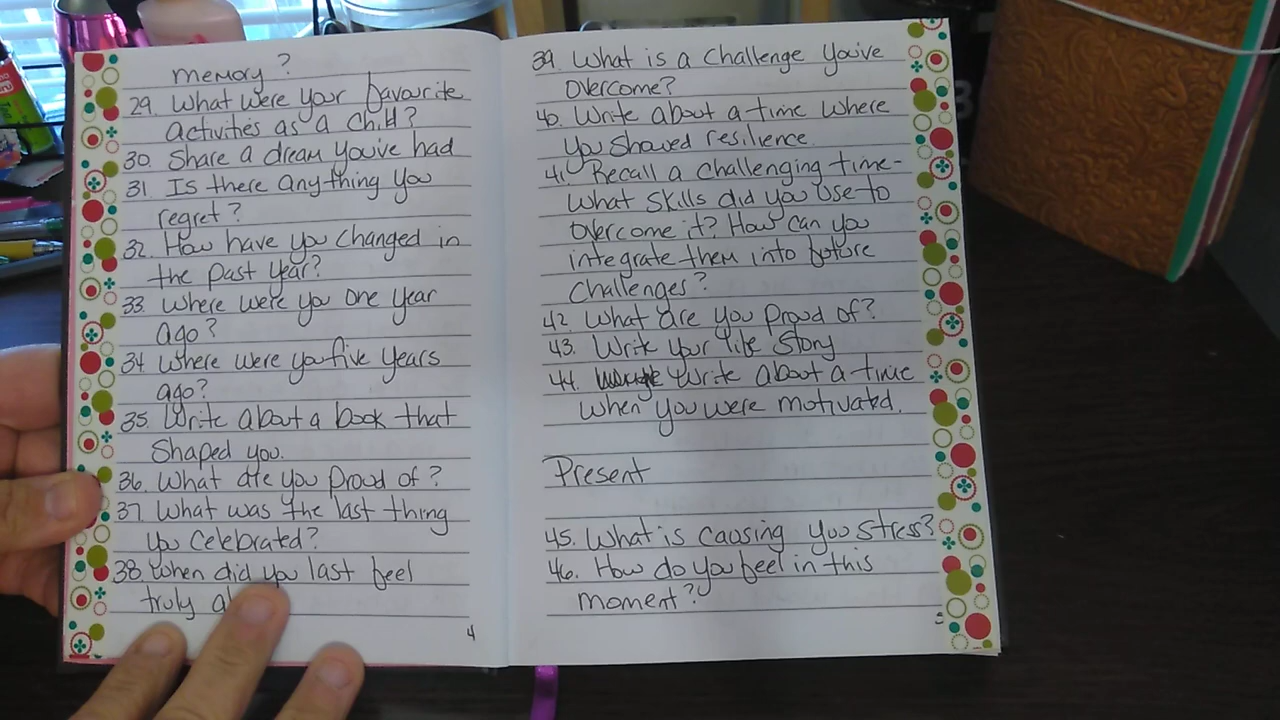 memory?
29. What were your favourite
activities as a child?
30. Share a dream you've had
31. Is there anything you
regret?
32. How have you changed in
the past year?
33. Where were you one year
ago?
34 Where were you five years
ago?
35. Write about a book that
Shaped you.
36. What are you proud of?
37. What was the last thing
you celebrated?
38. When did you last feel
truly
4
39. What is a challenge you've
overcome?
40. Write about a time where
you showed resilience.
41. Recall a challenging time-
What skills did you use to
overcome it? How can you
integrate them into future
challenges?
42. What are you proud of?
43. Write your life story
44. Write about a time
when you were motivated.
Present
45. What is causing you stress?
46. How do you feel in this
moment?
5